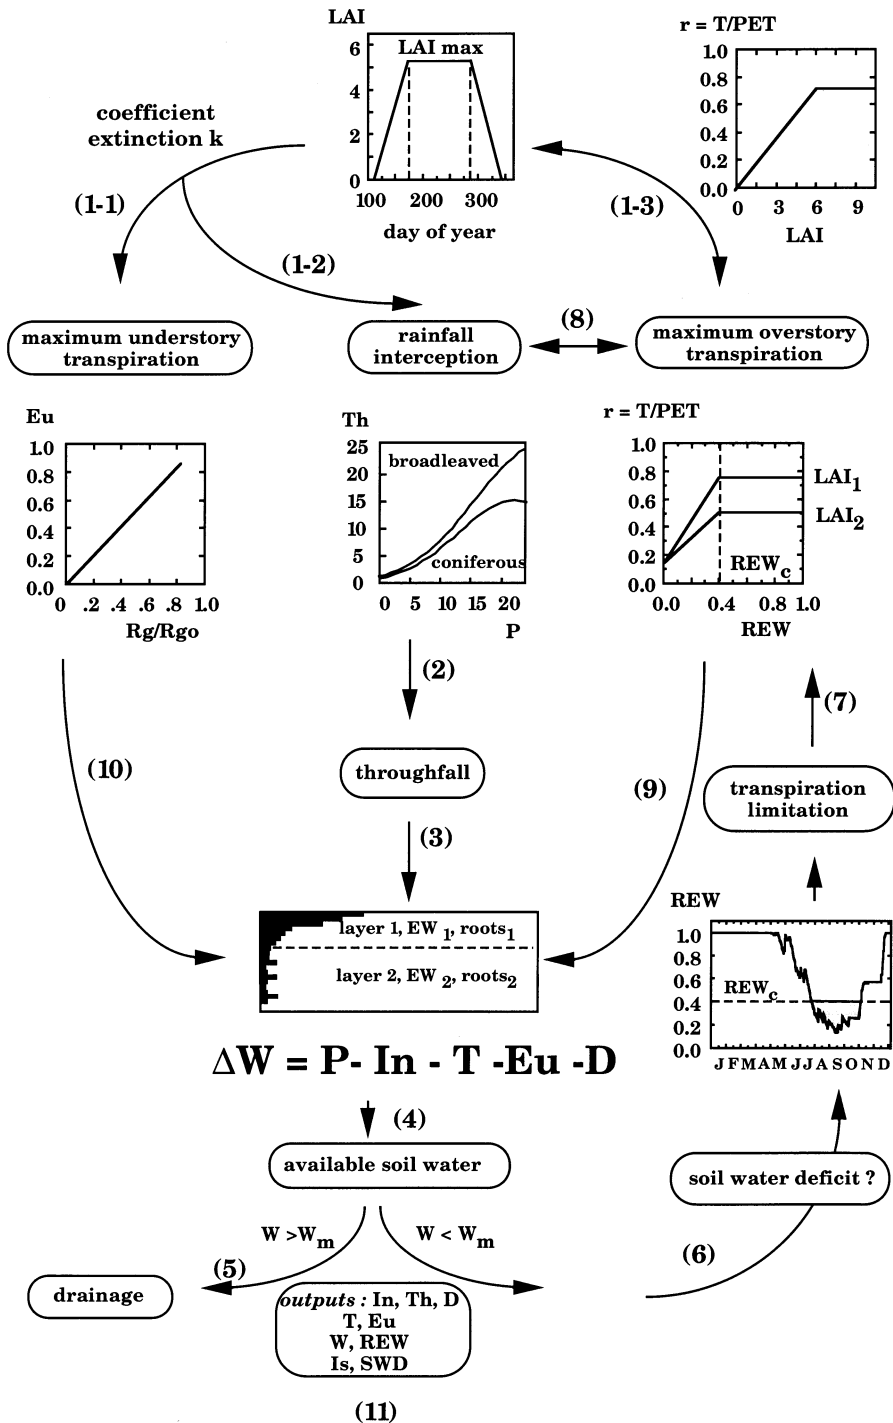 LAI
6
4
2
0
LAI max
100 200 300
day of year
r = T/PET
1.0
0.8
0.6
0.4
0.2
0.0
0 3 6 9
LAI
coefficient
extinction k
(1-1)
(1-2)
(1-3)
maximum understory
transpiration
rainfall
interception
(8)
maximum overstory
transpiration
Eu
1.0
0.8
0.6
0.4
0.2
0.0
0 .2 .4 .6 .8 1.0
Rg/Rgo
Th
25
20
15
10
5
0
broadleaved
coniferous
0 5 10 15 20
P
r = T/PET
1.0
0.8
0.6
0.4
0.2
0.0
LAI1
LAI2
REWc
0.0 0.4 0.8 1.0
REW
(2)
(7)
(10)
throughfall
(9)
transpiration
limitation
(3)
layer 1, EW 1, roots1
layer 2, EW 2, roots2
REW
1.0
0.8
0.6
0.4
0.2
0.0
REWc
J F M A M J J A S O N D
ΔW = P- In - T -Eu -D
(4)
available soil water
soil water deficit ?
W >Wm
W < Wm
(5)
(6)
drainage
outputs : In, Th, D
T, Eu
W, REW
Is, SWD
(11)